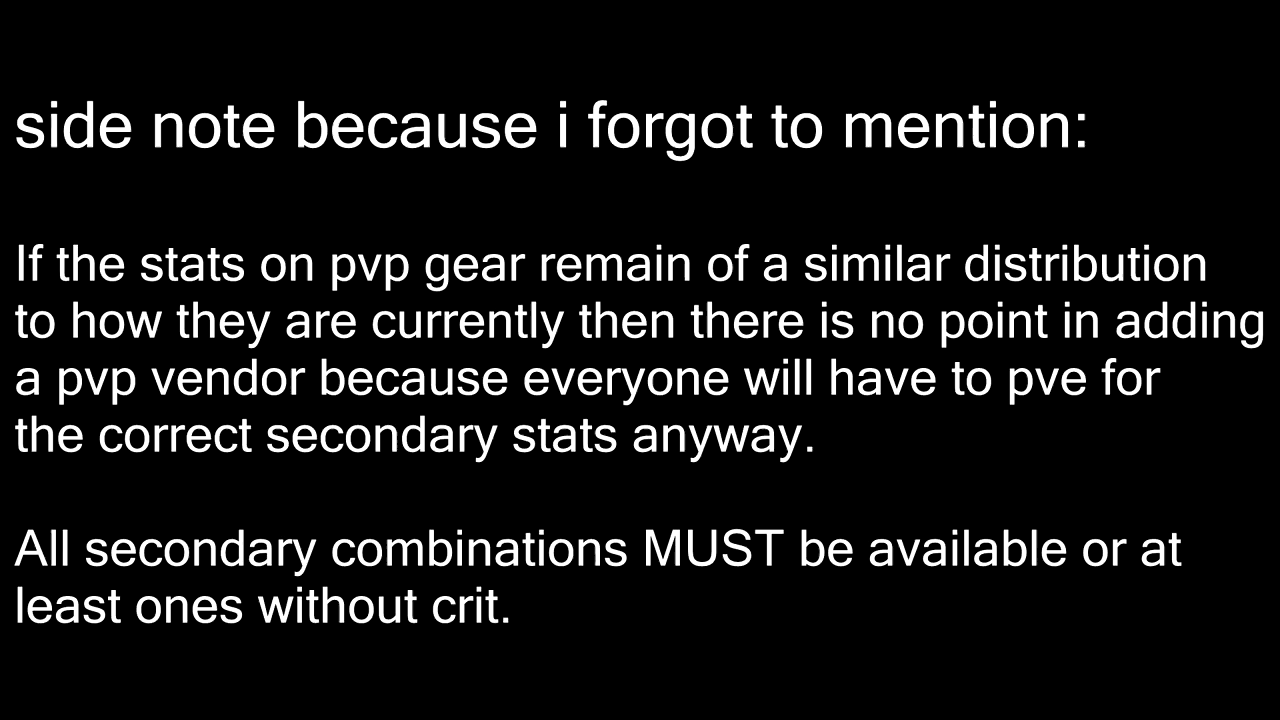 side note because i forgot to mention:
If the stats on pvp gear remain of a similar distribution
to how they are currently then there is no point in adding
a pvp vendor because everyone will have to pve for
the correct secondary stats anyway.
All secondary combinations MUST be available or at
least ones without crit.